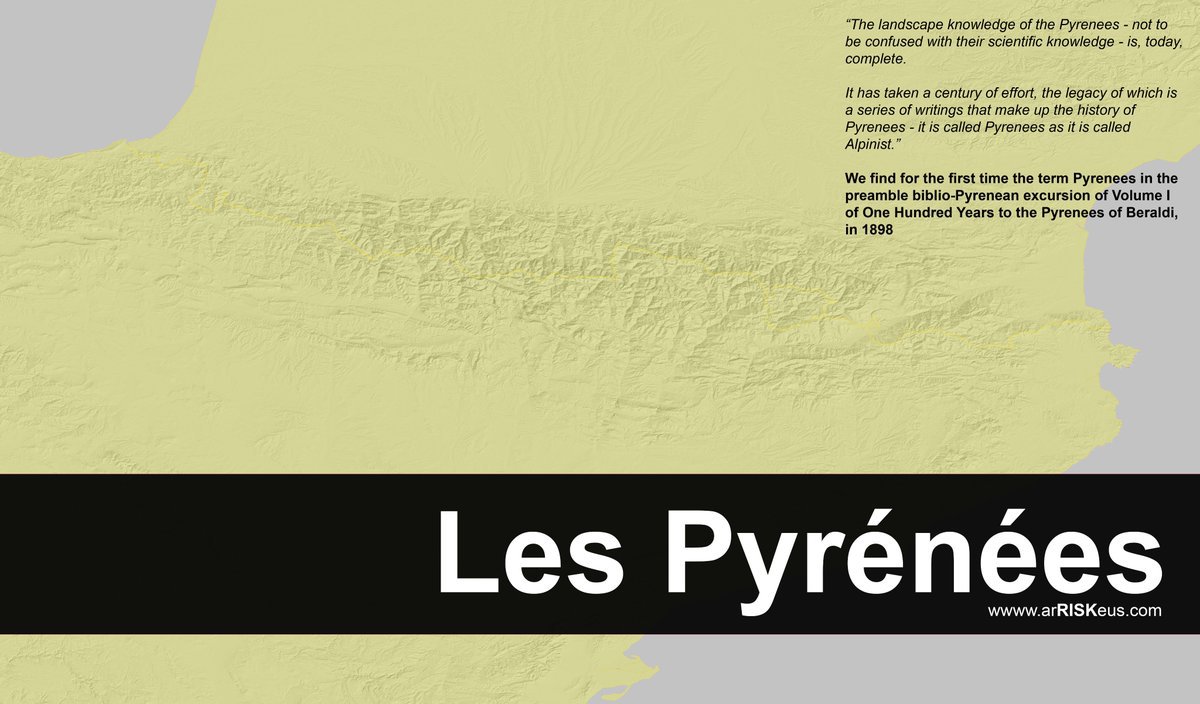 “The landscape knowledge of the Pyrenees - not to
be confused with their scientific knowledge - is, today,
complete.
It has taken a century of effort, the legacy of which is
a series of writings that make up the history of
Pyrenees - it is called Pyrenees as it is called
Alpinist.”
We find for the first time the term Pyrenees in the
preamble biblio-Pyrenean excursion of Volume I
of One Hundred Years to the Pyrenees of Beraldi,
in 1898
Les Pyrénées
wwww.arRISKeus.com